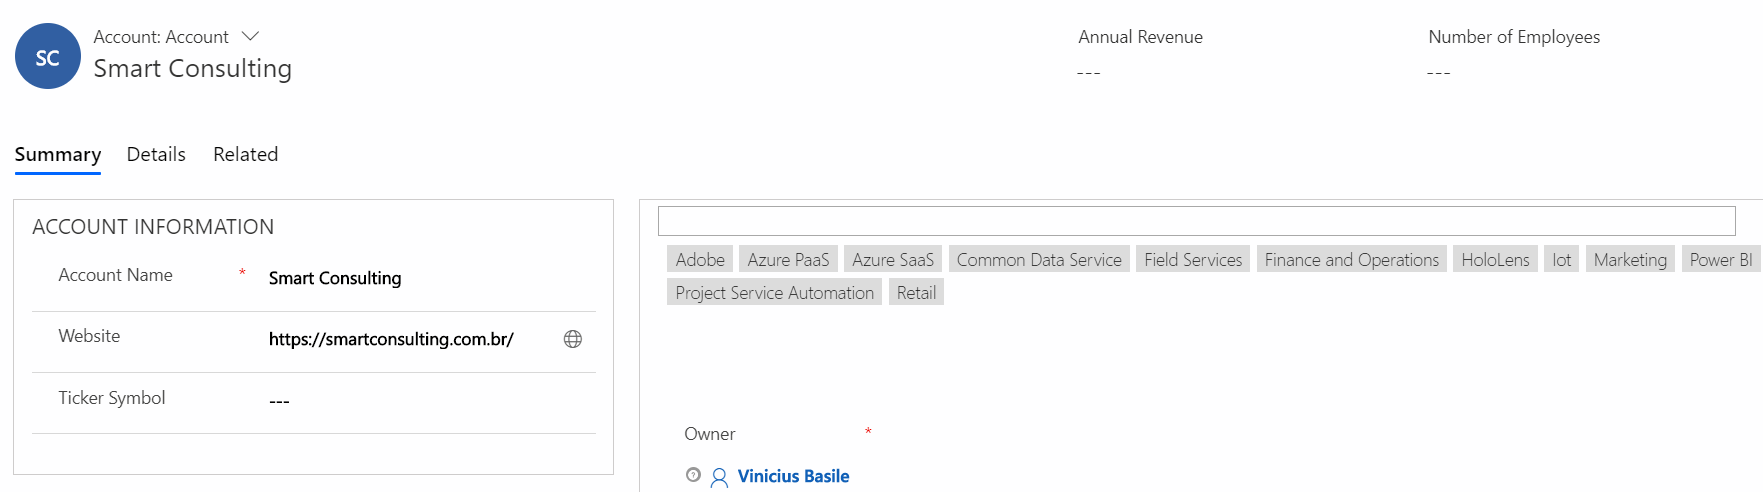 SC
Account: Account
Smart Consulting
Annual Revenue
---
Number of Employees
---
Summary Details Related
ACCOUNT INFORMATION
Account Name * Smart Consulting
Website https://smartconsulting.com.br/
Ticker Symbol ---
Adobe Azure PaaS Azure SaaS Common Data Service Field Services Finance and Operations HoloLens Iot Marketing Power BI
Project Service Automation Retail
Owner *
Vinicius Basile